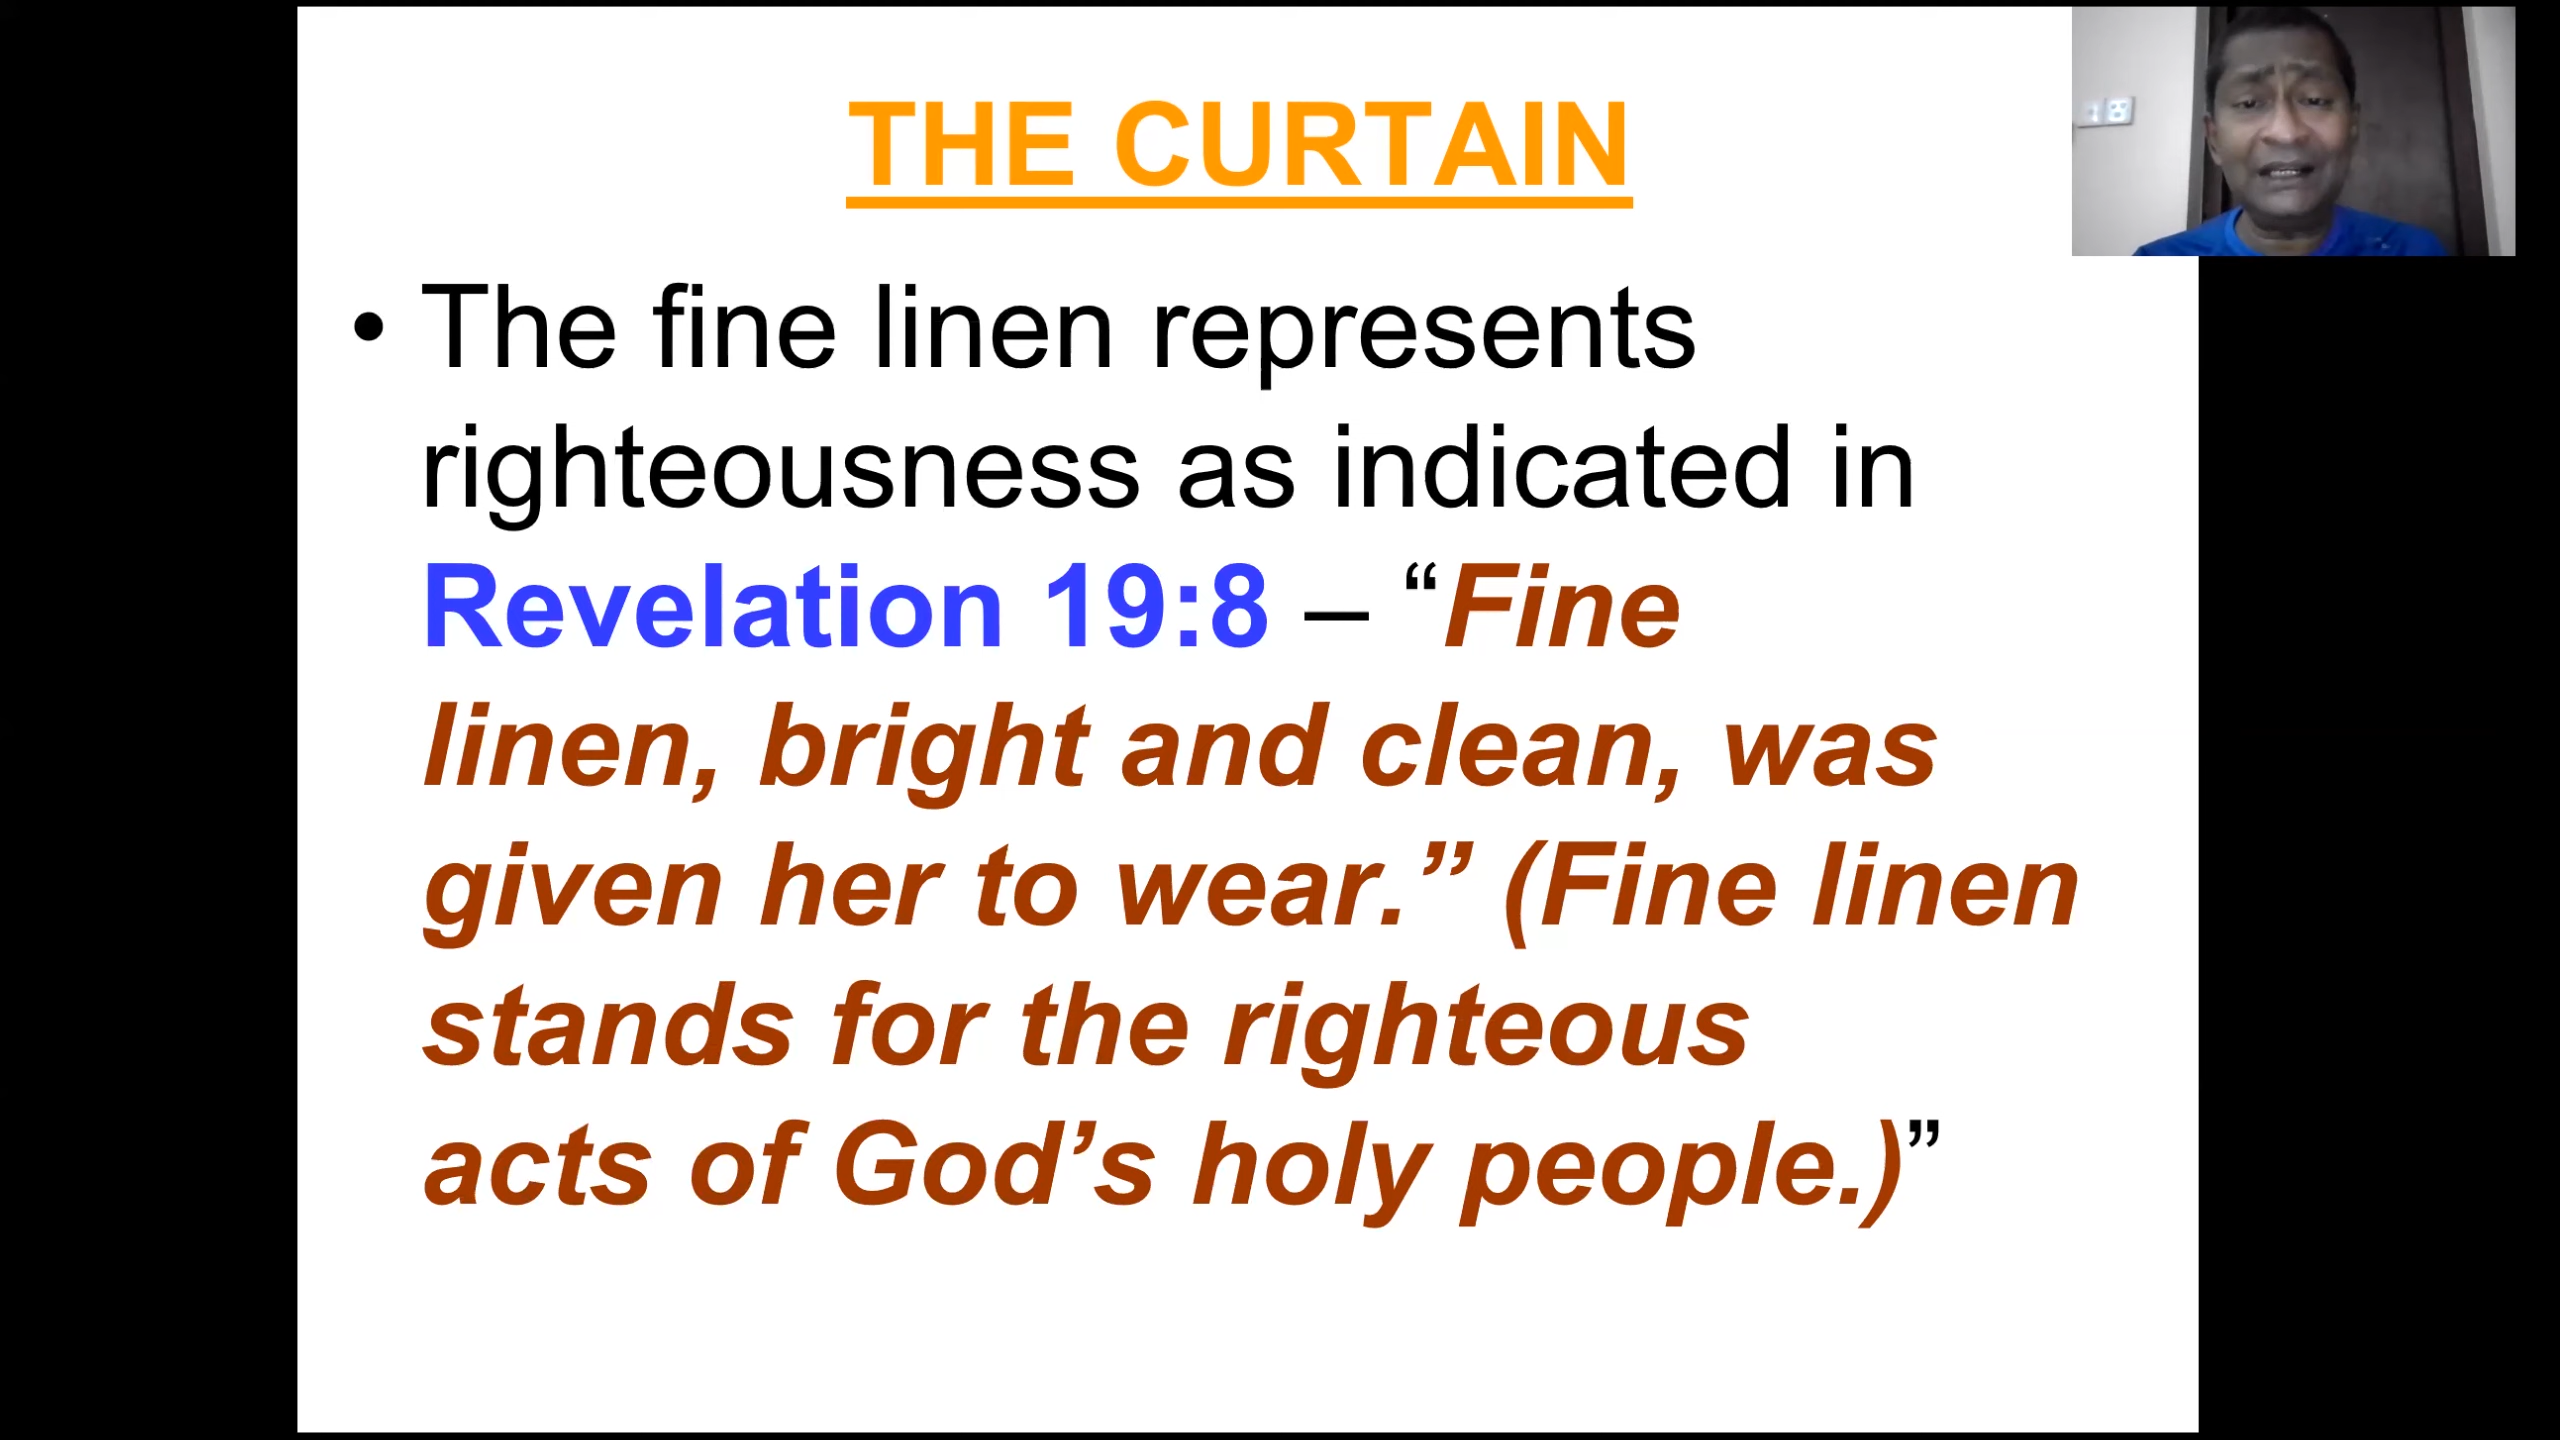 THE CURTAIN
• The fine linen represents
righteousness as indicated in
Revelation 19:8 – “Fine
linen, bright and clean, was
given her to wear.” (Fine linen
stands for the righteous
acts of God’s holy people.)”